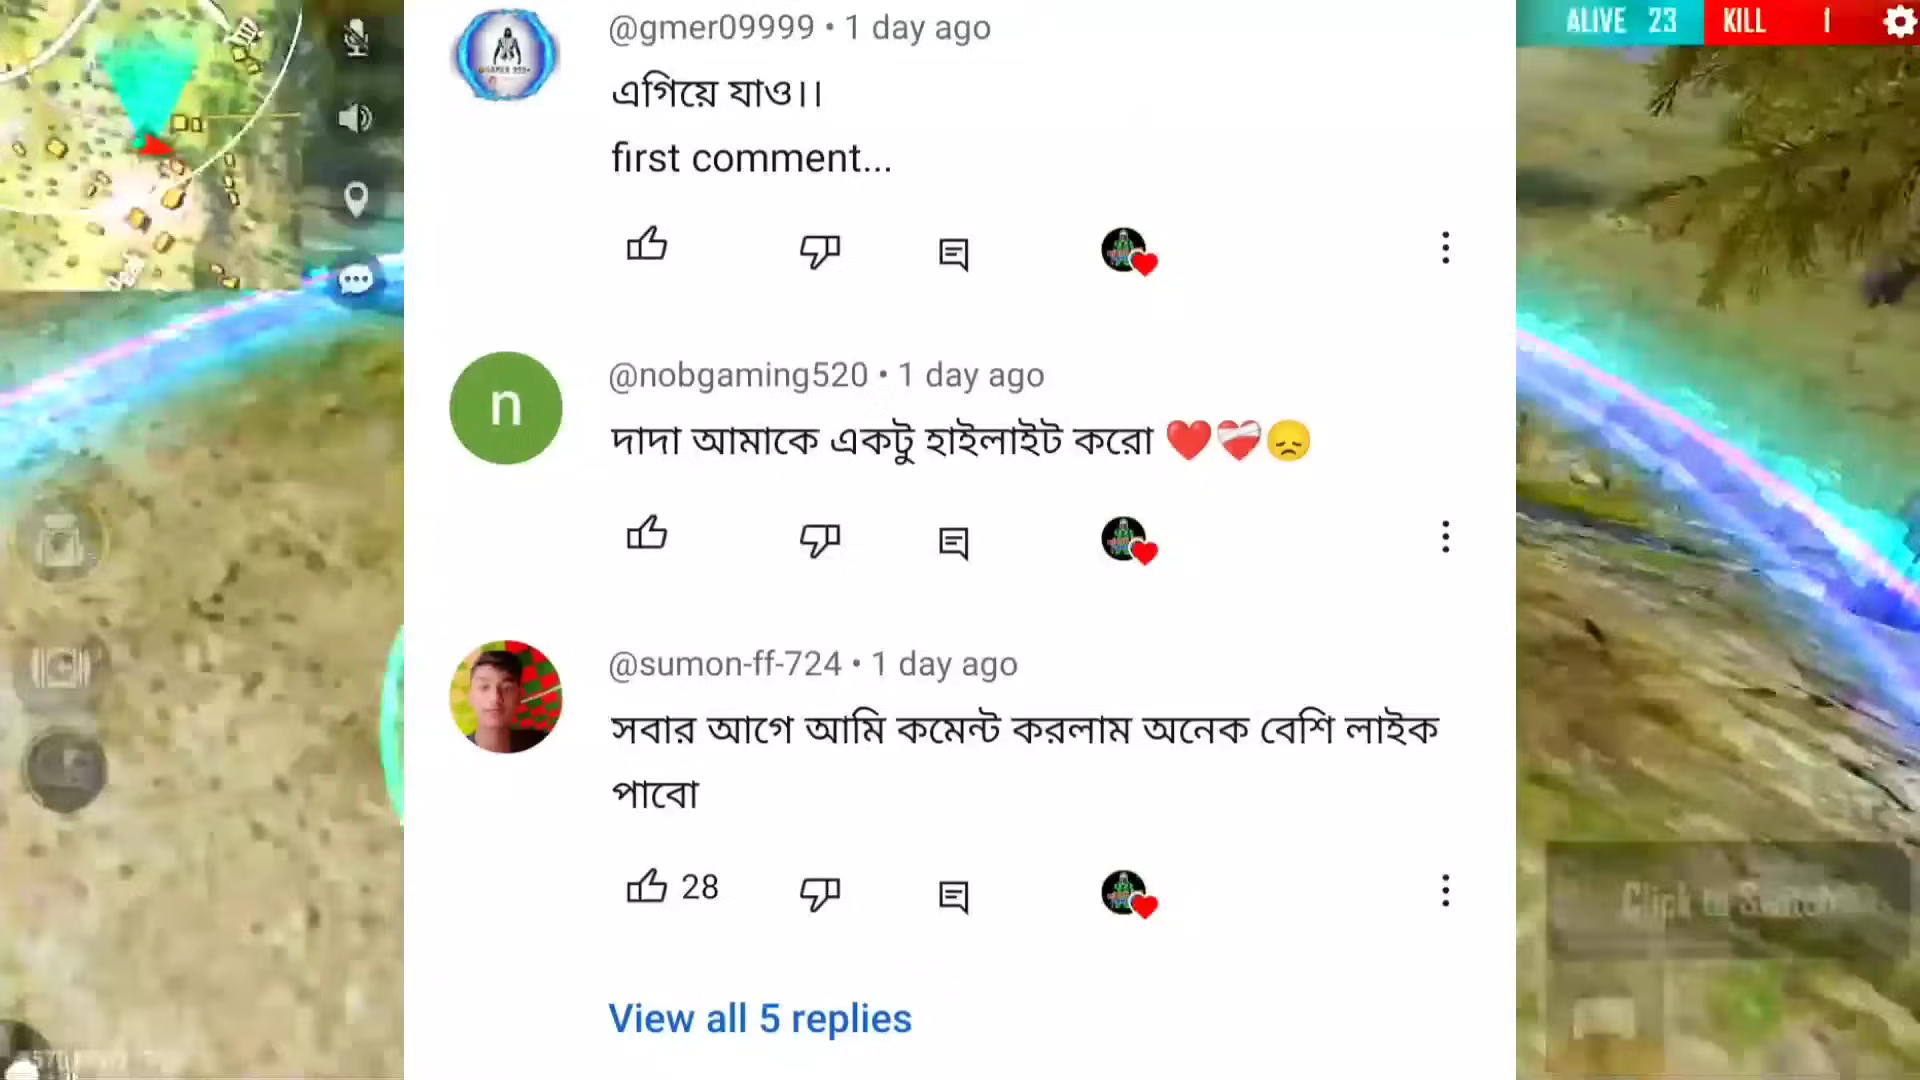 ALIVE 23 KILL 1
@gmer09999 • 1 day ago
এগিয়ে যাও।।
first comment...
@nobgaming520 • 1 day ago
n
দাদা আমাকে একটু হাইলাইট করো ❤️❤️‍🩹😞
@sumon-ff-724 • 1 day ago
সবার আগে আমি কমেন্ট করলাম অনেক বেশি লাইক
পাবো
28
Click to
View all 5 replies